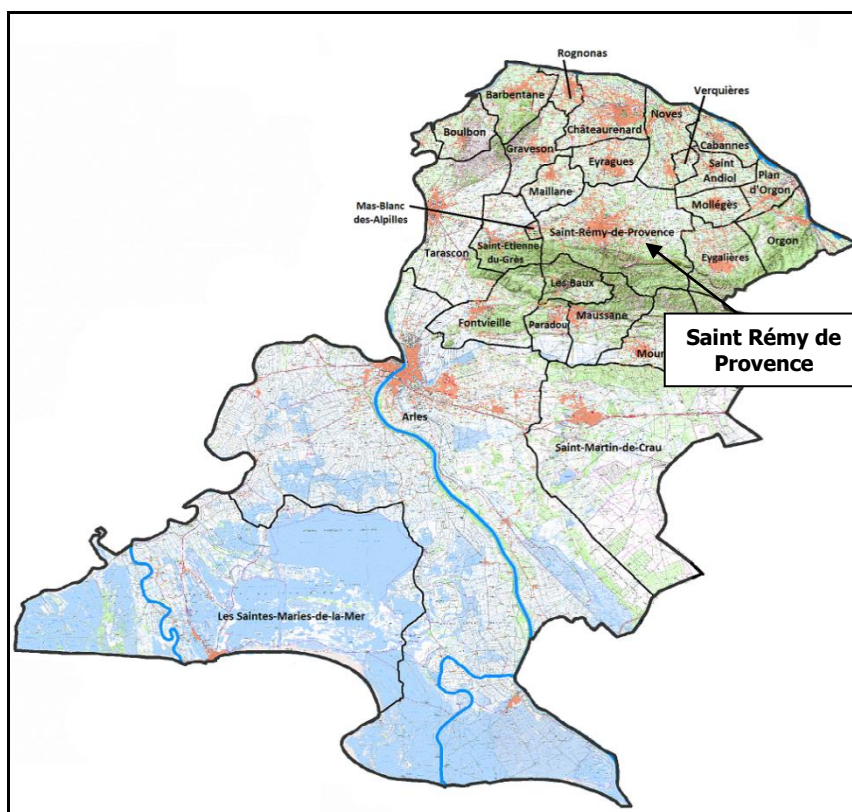 Rognonas
Verquières
Barbentane
Noves
Boulbon
Châteaurenard
Cabannes
Graveson
Eyragues
Saint
Andiol
Plan
d'Orgon
Maillane
Mollégès
Mas-Blanc
des-Alpilles
Saint-Rémy-de-Provence
Saint-Etienne
du-Grès
Orgon
Tarascon
Eygalières
Les Baux
Fontvieille
Paradou
Maussane
Saint Rémy de
Provence
Mour
Arles
Saint-Martin-de-Crau
Les Saintes-Maries-de-la-Mer